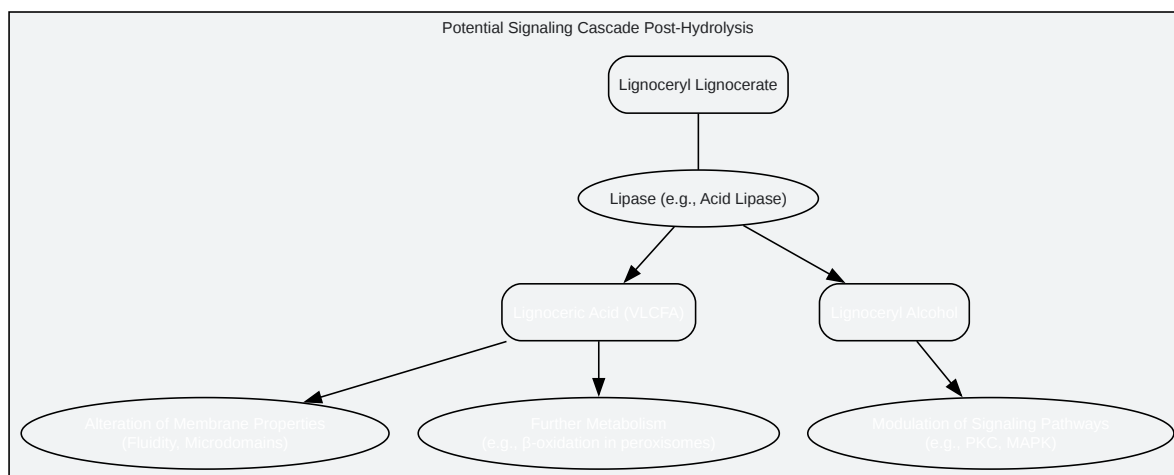 Potential Signaling Cascade Post-Hydrolysis
Lignoceryl Lignocerate
Lipase (e.g., Acid Lipase)
Lignoceric Acid (VLCFA)
Lignoceryl Alcohol
Alteration of Membrane Properties
(Fluidity, Microdomains)
Further Metabolism
(e.g., β-oxidation in peroxisomes)
Modulation of Signaling Pathways
(e.g., PKC, MAPK)